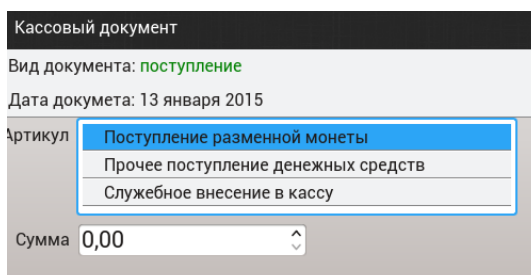 Кассовый документ
Вид документа: поступление
Дата докумета: 13 января 2015
Артикул
Поступление разменной монеты
Прочее поступление денежных средств
Служебное внесение в кассу
Сумма 0,00